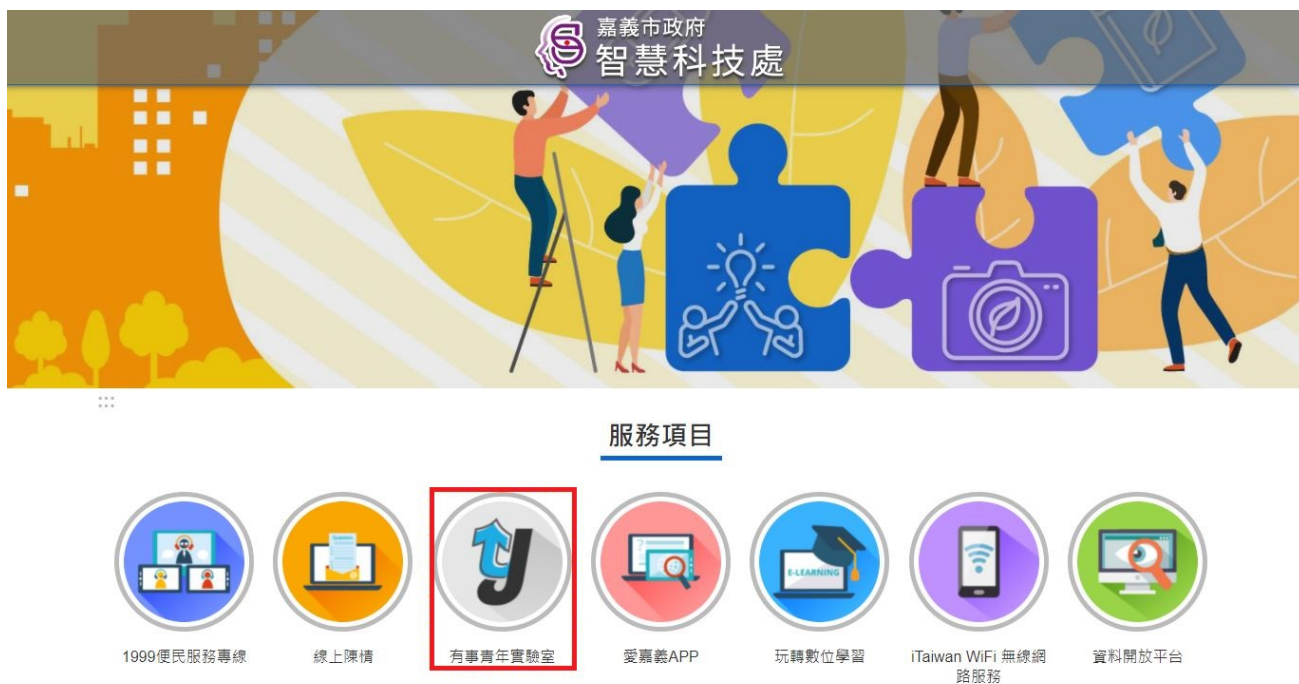 嘉義市政府
智慧科技處
服務項目
E-LEARNING
1999便民服務專線
線上陳情
有事青年實驗室
愛嘉義APP
玩轉數位學習
iTaiwan WiFi 無線網
路服務
資料開放平台